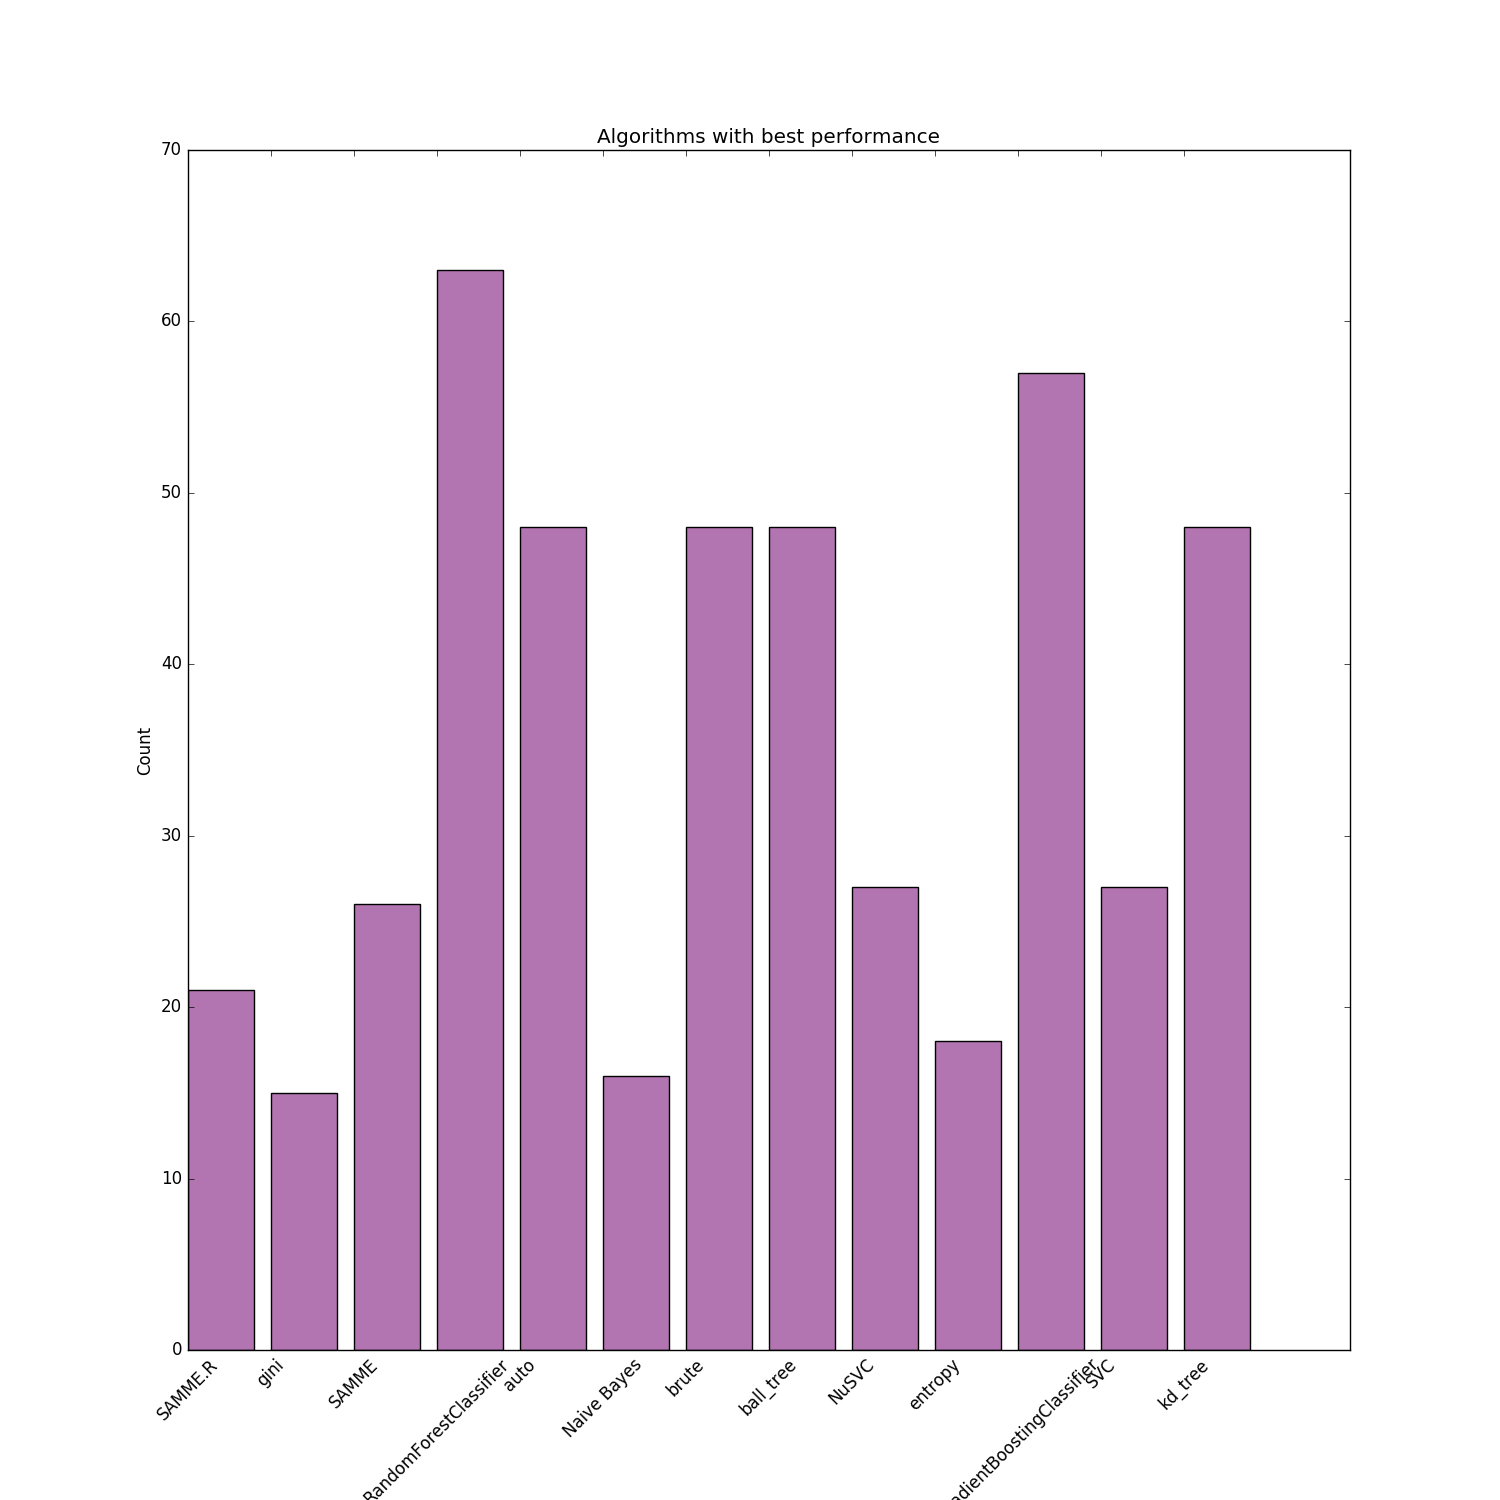 Algorithms with best performance
70
60
50
40
30
20
10
0
Count
SAMME.R
gini
SAMME
RandomForestClassifier
auto
Naive Bayes
brute
ball_tree
NuSVC
entropy
edientBoostingClassifier
SVC
kd_tree